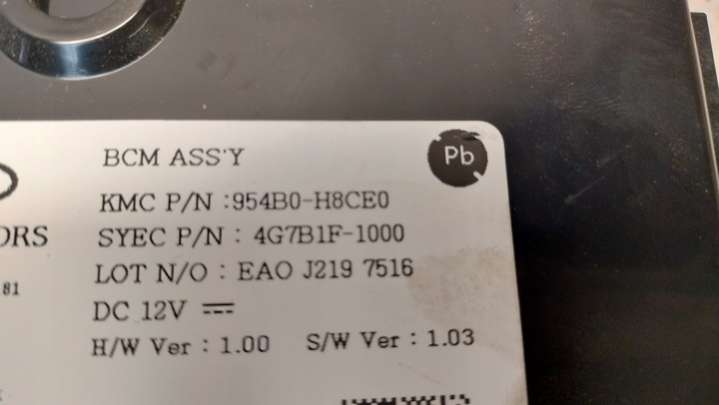 BCM ASS'Y
Pb
KMC P/N :954B0-H8CE0
ORS
SYEC P/N : 4G7B1F-1000
LOT N/O : EAO J219 7516
81
DC 12V
H/W Ver : 1.00 S/W Ver : 1.03